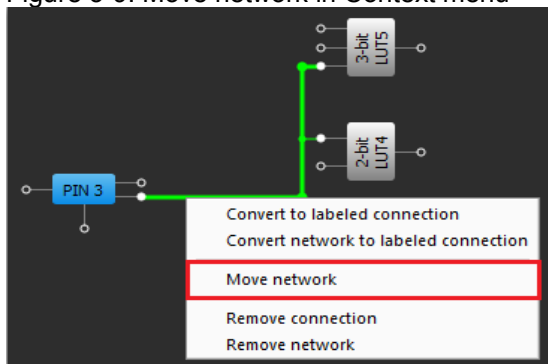 Figure 3-9. Move network in Context menu
3-bit
LUT5
2-bit
LUT4
PIN 3
Convert to labeled connection
Convert network to labeled connection
Move network
Remove connection
Remove network